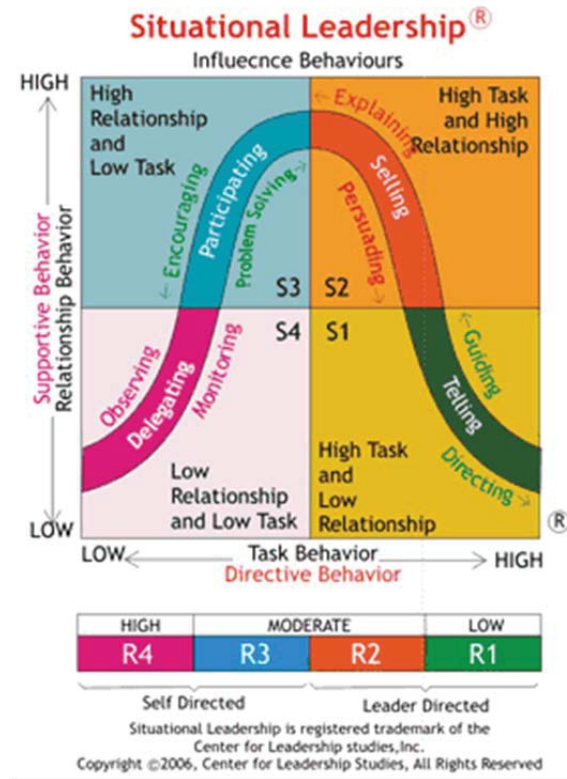 Situational Leadership®
Influecnce Behaviours
HIGH
High
Relationship
and
Low Task
High Task
and High
Relationship
Encouraging
Participating
Problem Solving
Explaining
Selling
Persuading
S3
S2
Supportive Behavior
Relationship Behavior
S4
S1
Observing
Delegating
Monitoring
Guiding
Telling
Directing
Low
Relationship
and Low Task
High Task
and
Low
Relationship
LOW
®
LOW
Task Behavior
HIGH
Directive Behavior
HIGH
MODERATE
LOW
R4
R3
R2
R1
Self Directed
Leader Directed
Situational Leadership is registered trademark of the
Center for Leadership studies,Inc.
Copyright ©2006, Center for Leadership Studies, All Rights Reserved